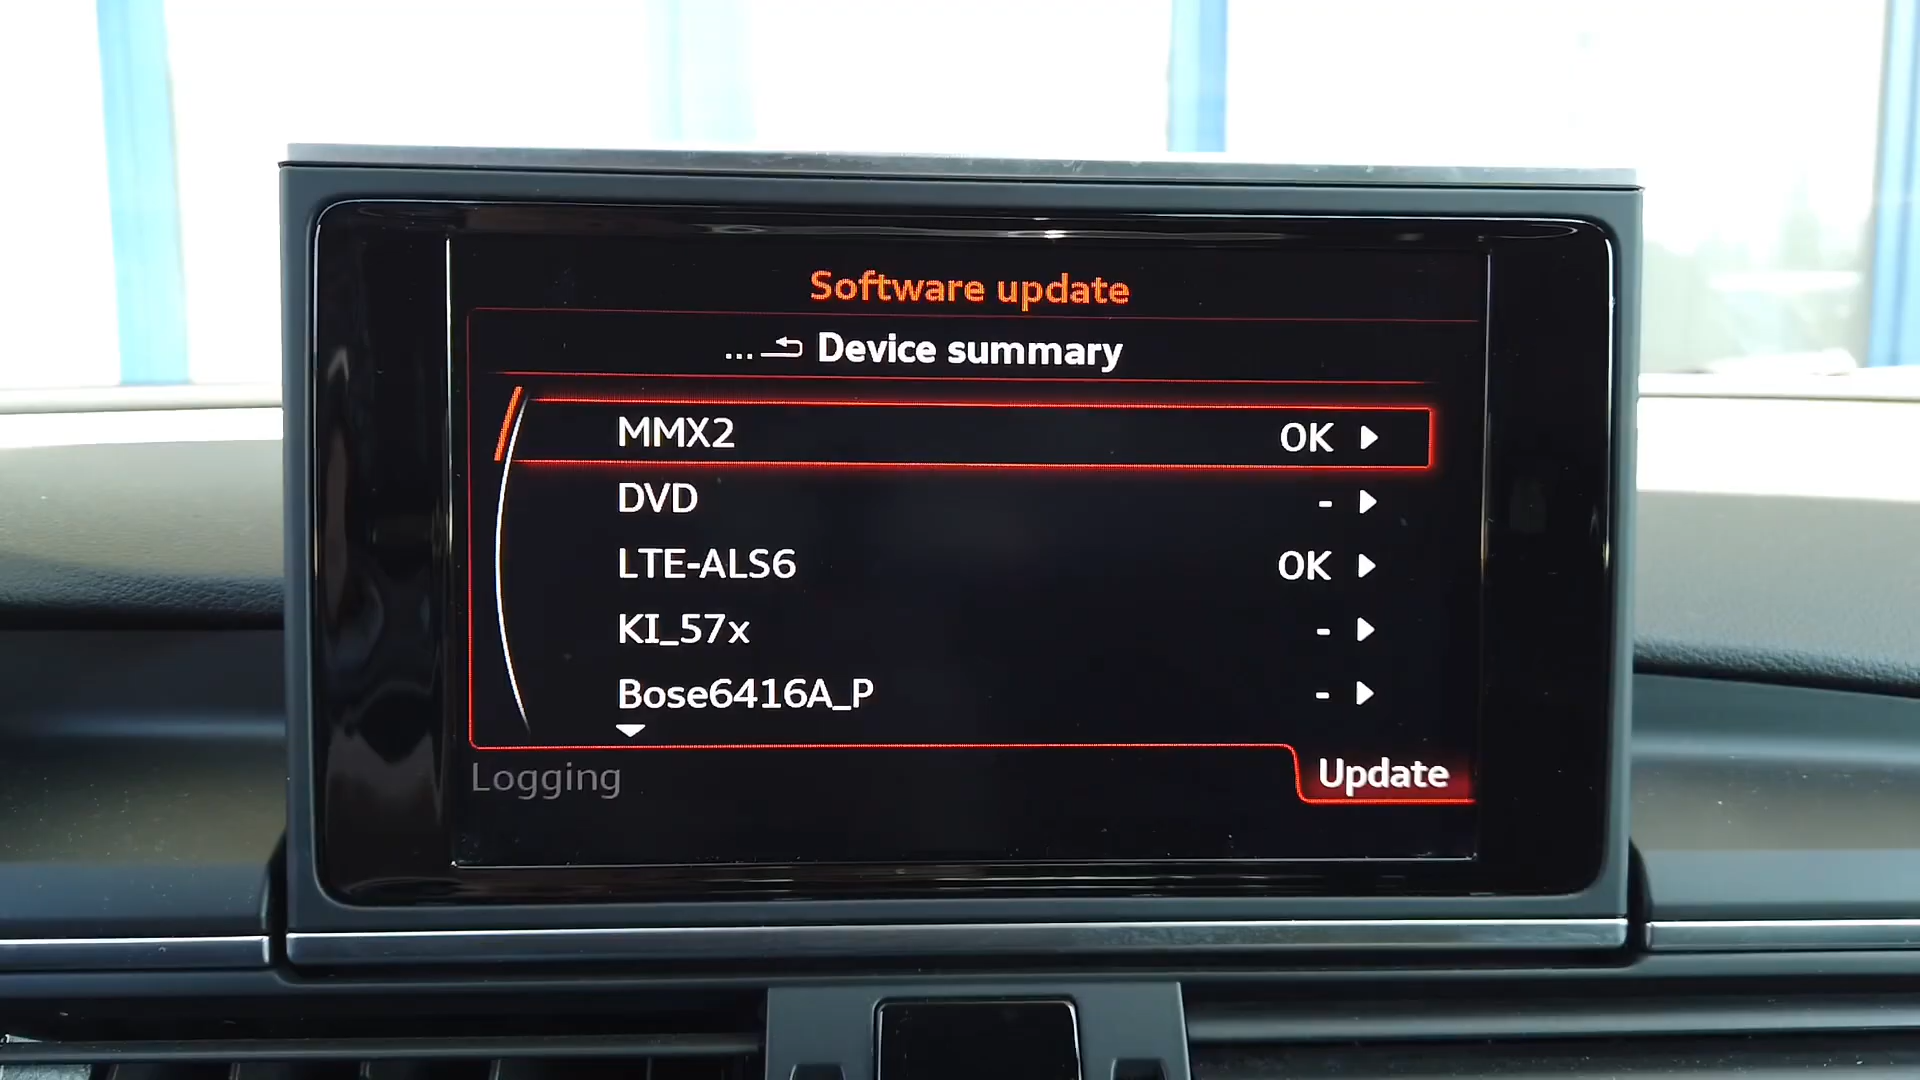 Software update
... Device summary
MMX2 OK
DVD -
LTE-ALS6 OK
KI_57x -
Bose6416A_P -
Logging Update